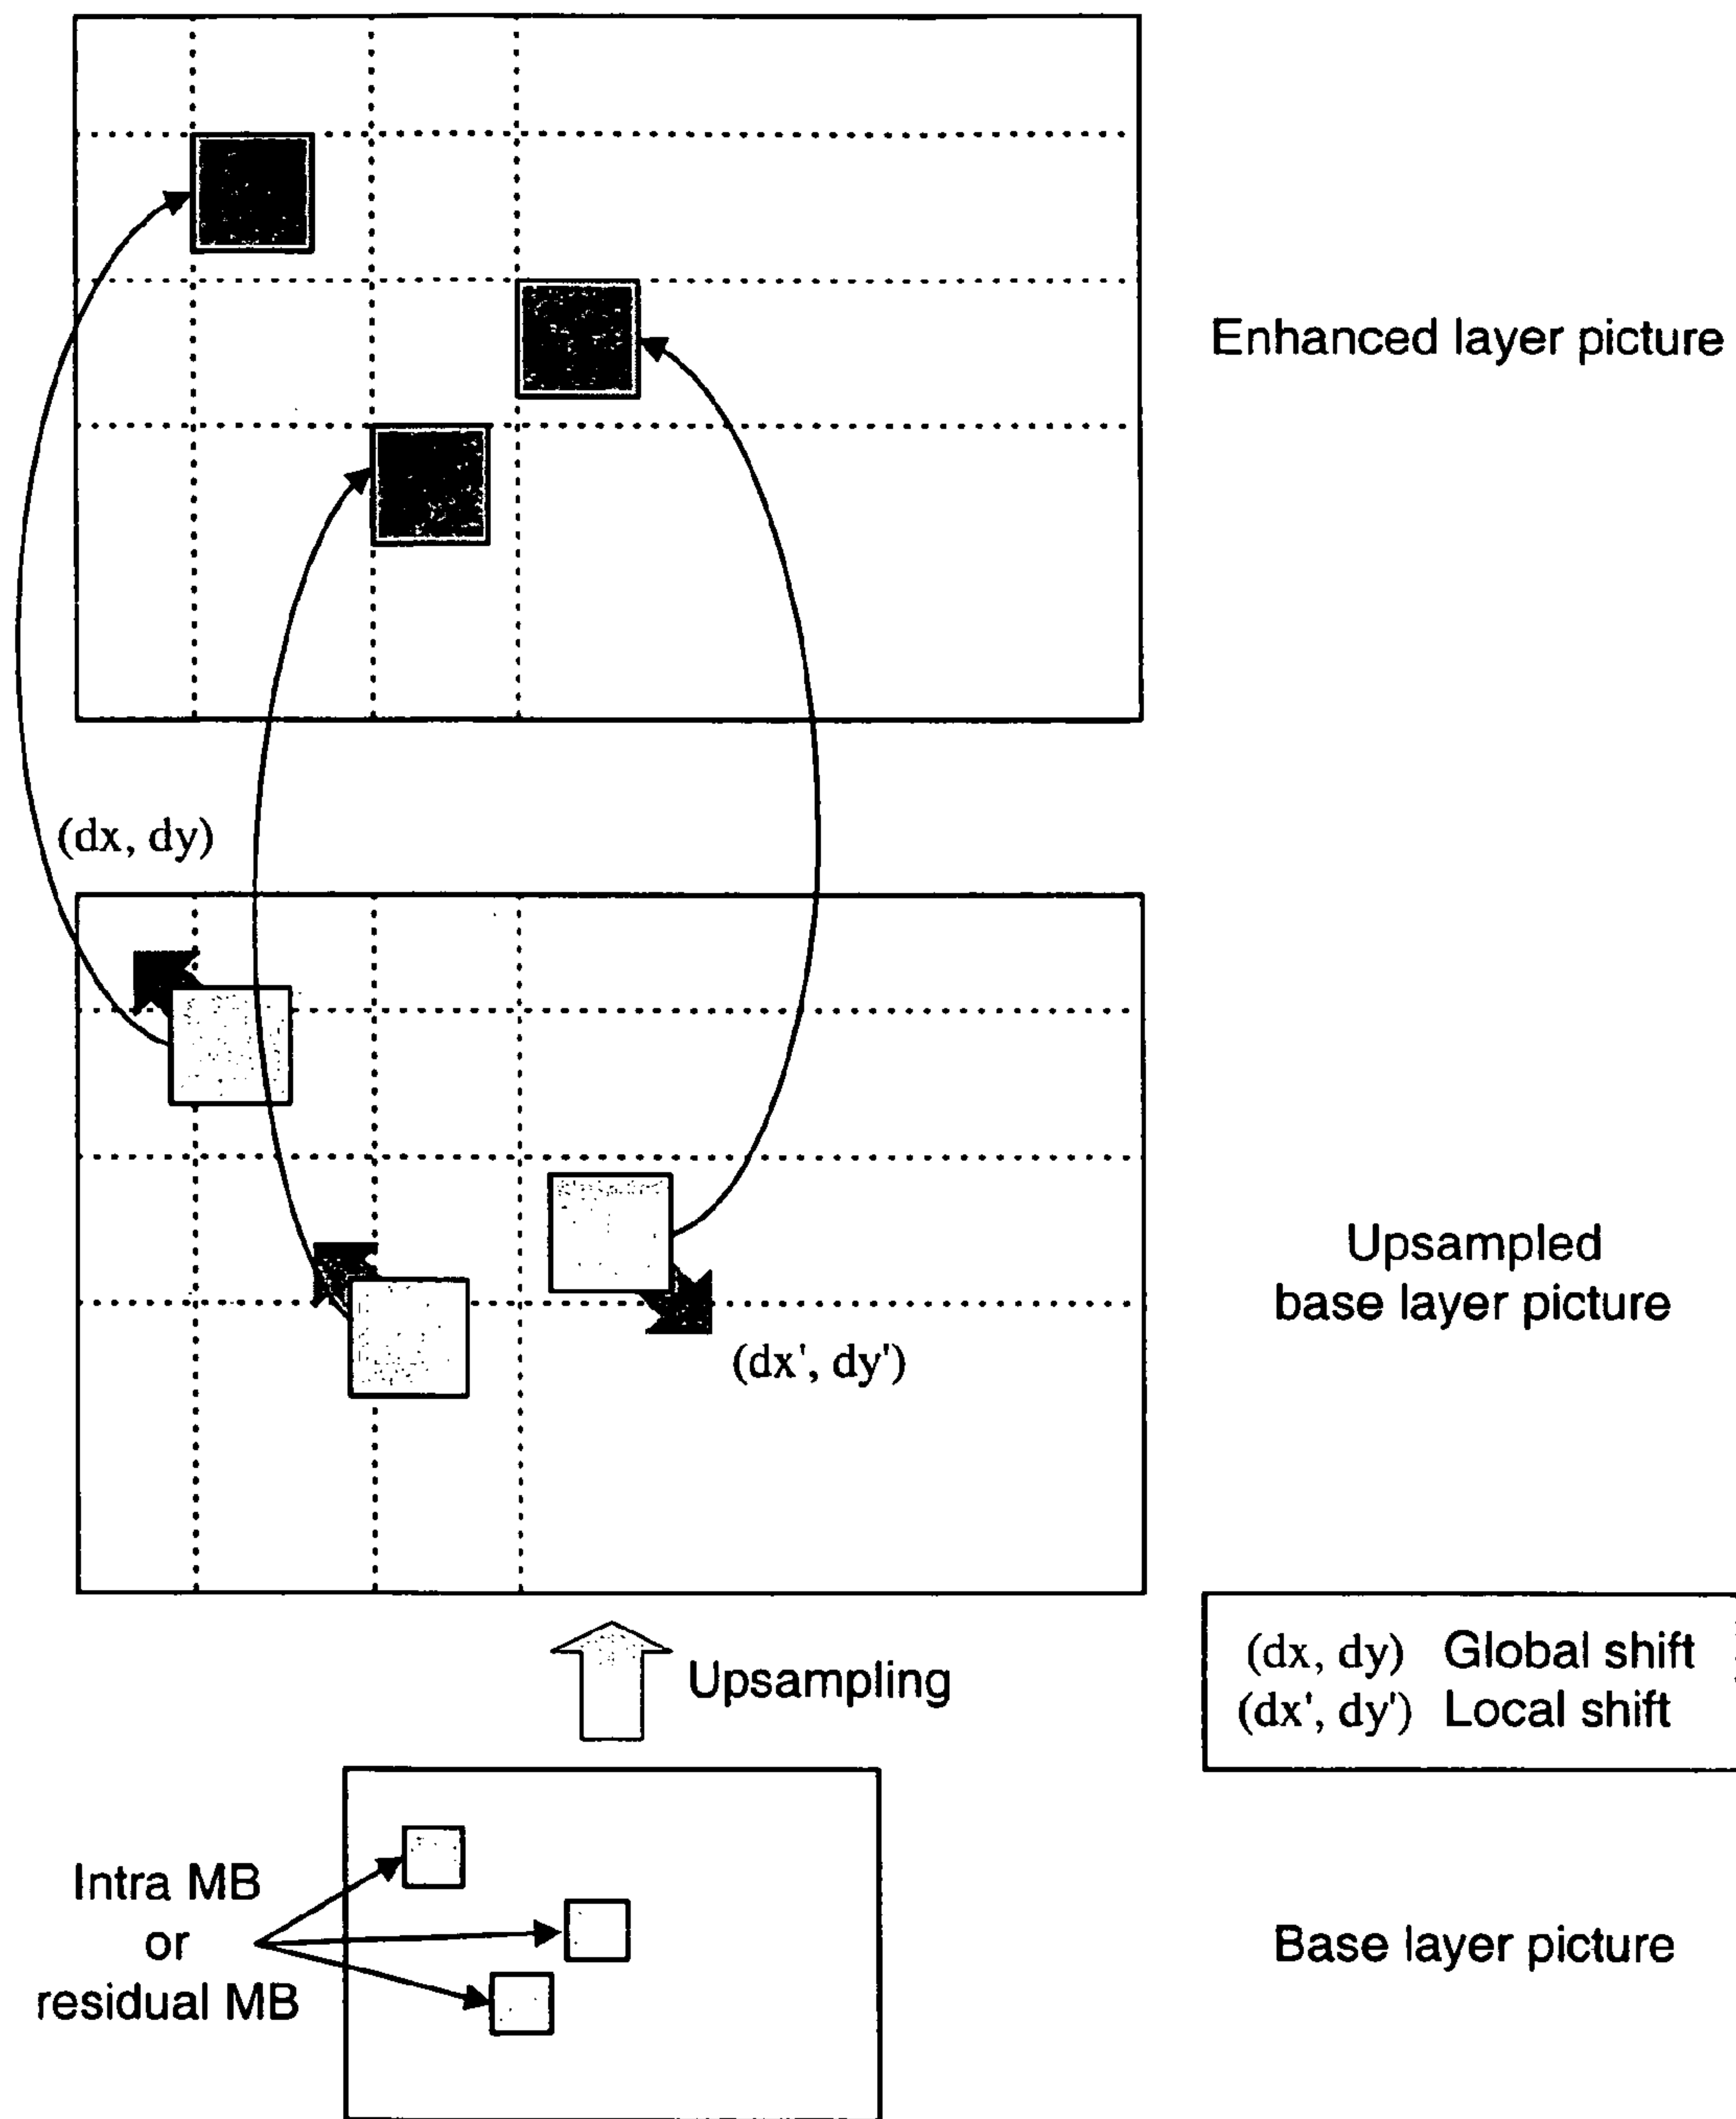 Enhanced layer picture
(dx, dy)
Upsampled
base layer picture
(dx', dy')
(dx, dy) Global shift
(dx', dy') Local shift
Upsampling
Intra MB
or
residual MB
Base layer picture